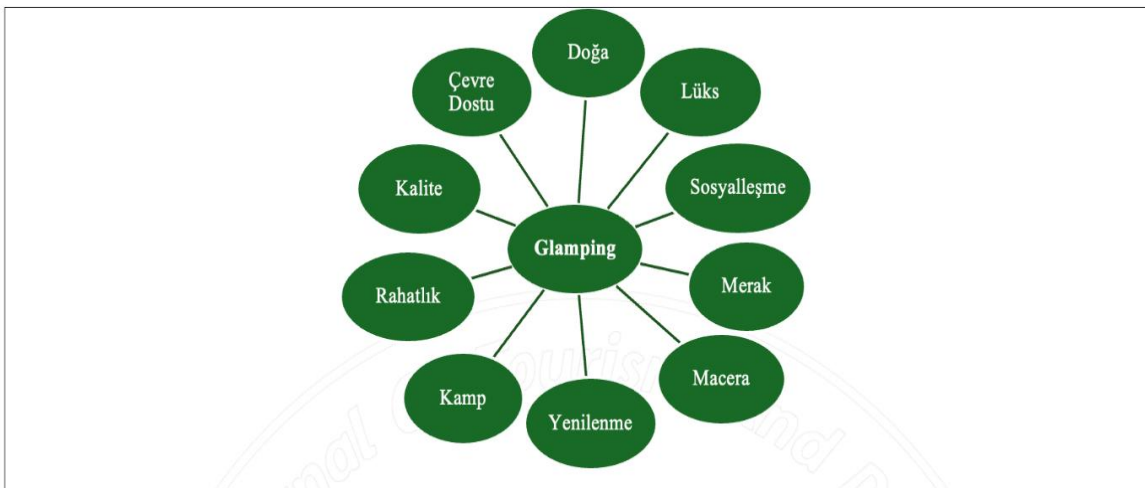 Doğa
Çevre
Dostu
Lüks
Kalite
Sosyalleşme
Glamping
Rahatlık
Merak
Kamp
Macera
Yenilenme